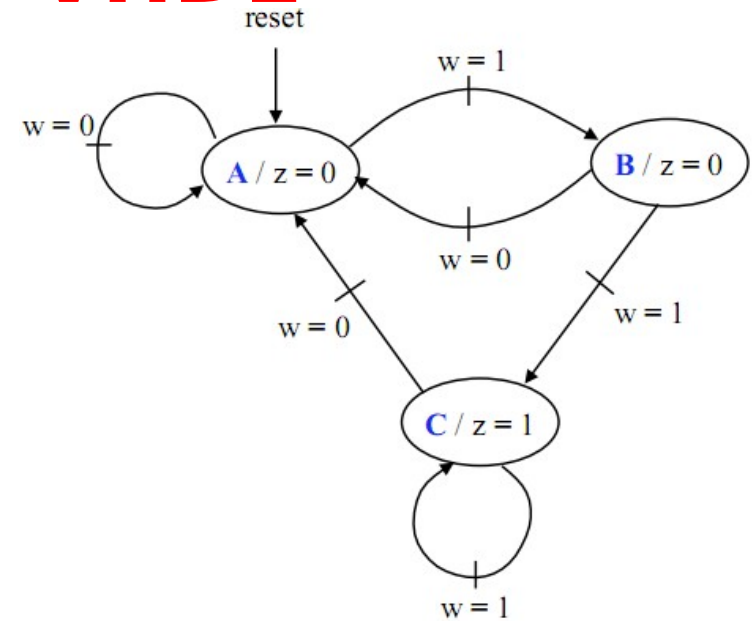 reset
w = 1
w = 0
A / z = 0
B / z = 0
w = 0
w = 1
w = 0
C / z = 1
w = 1